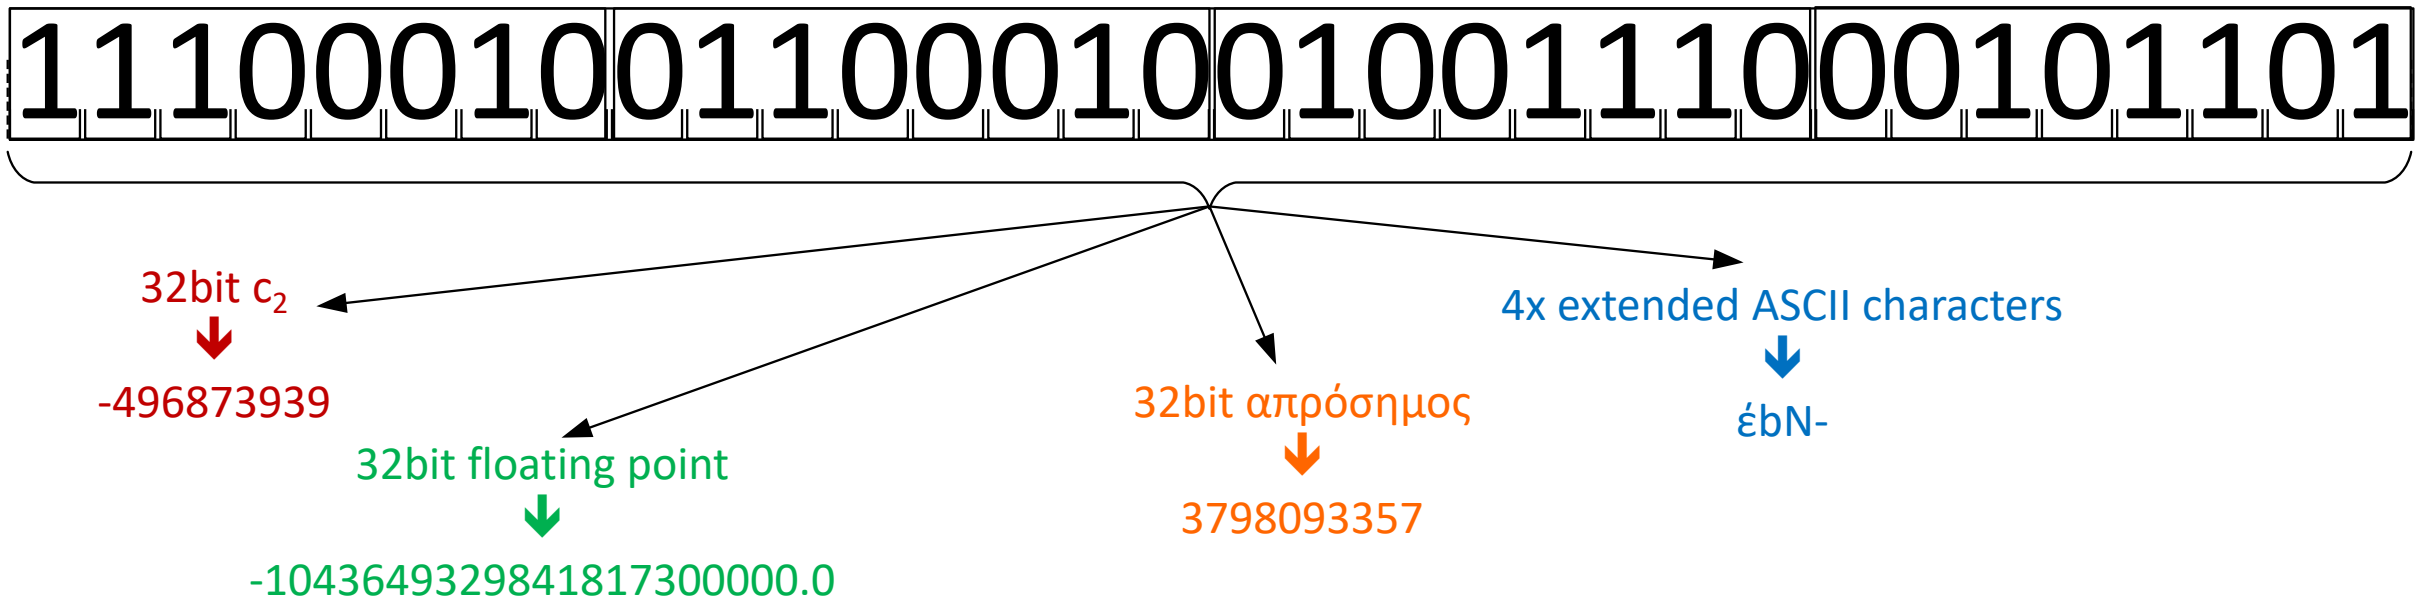 11100010011000100100111000101101
32bit c₂
4x extended ASCII characters
-496873939
32bit απρόσημος
έbN-
32bit floating point
3798093357
-1043649329841817300000.0